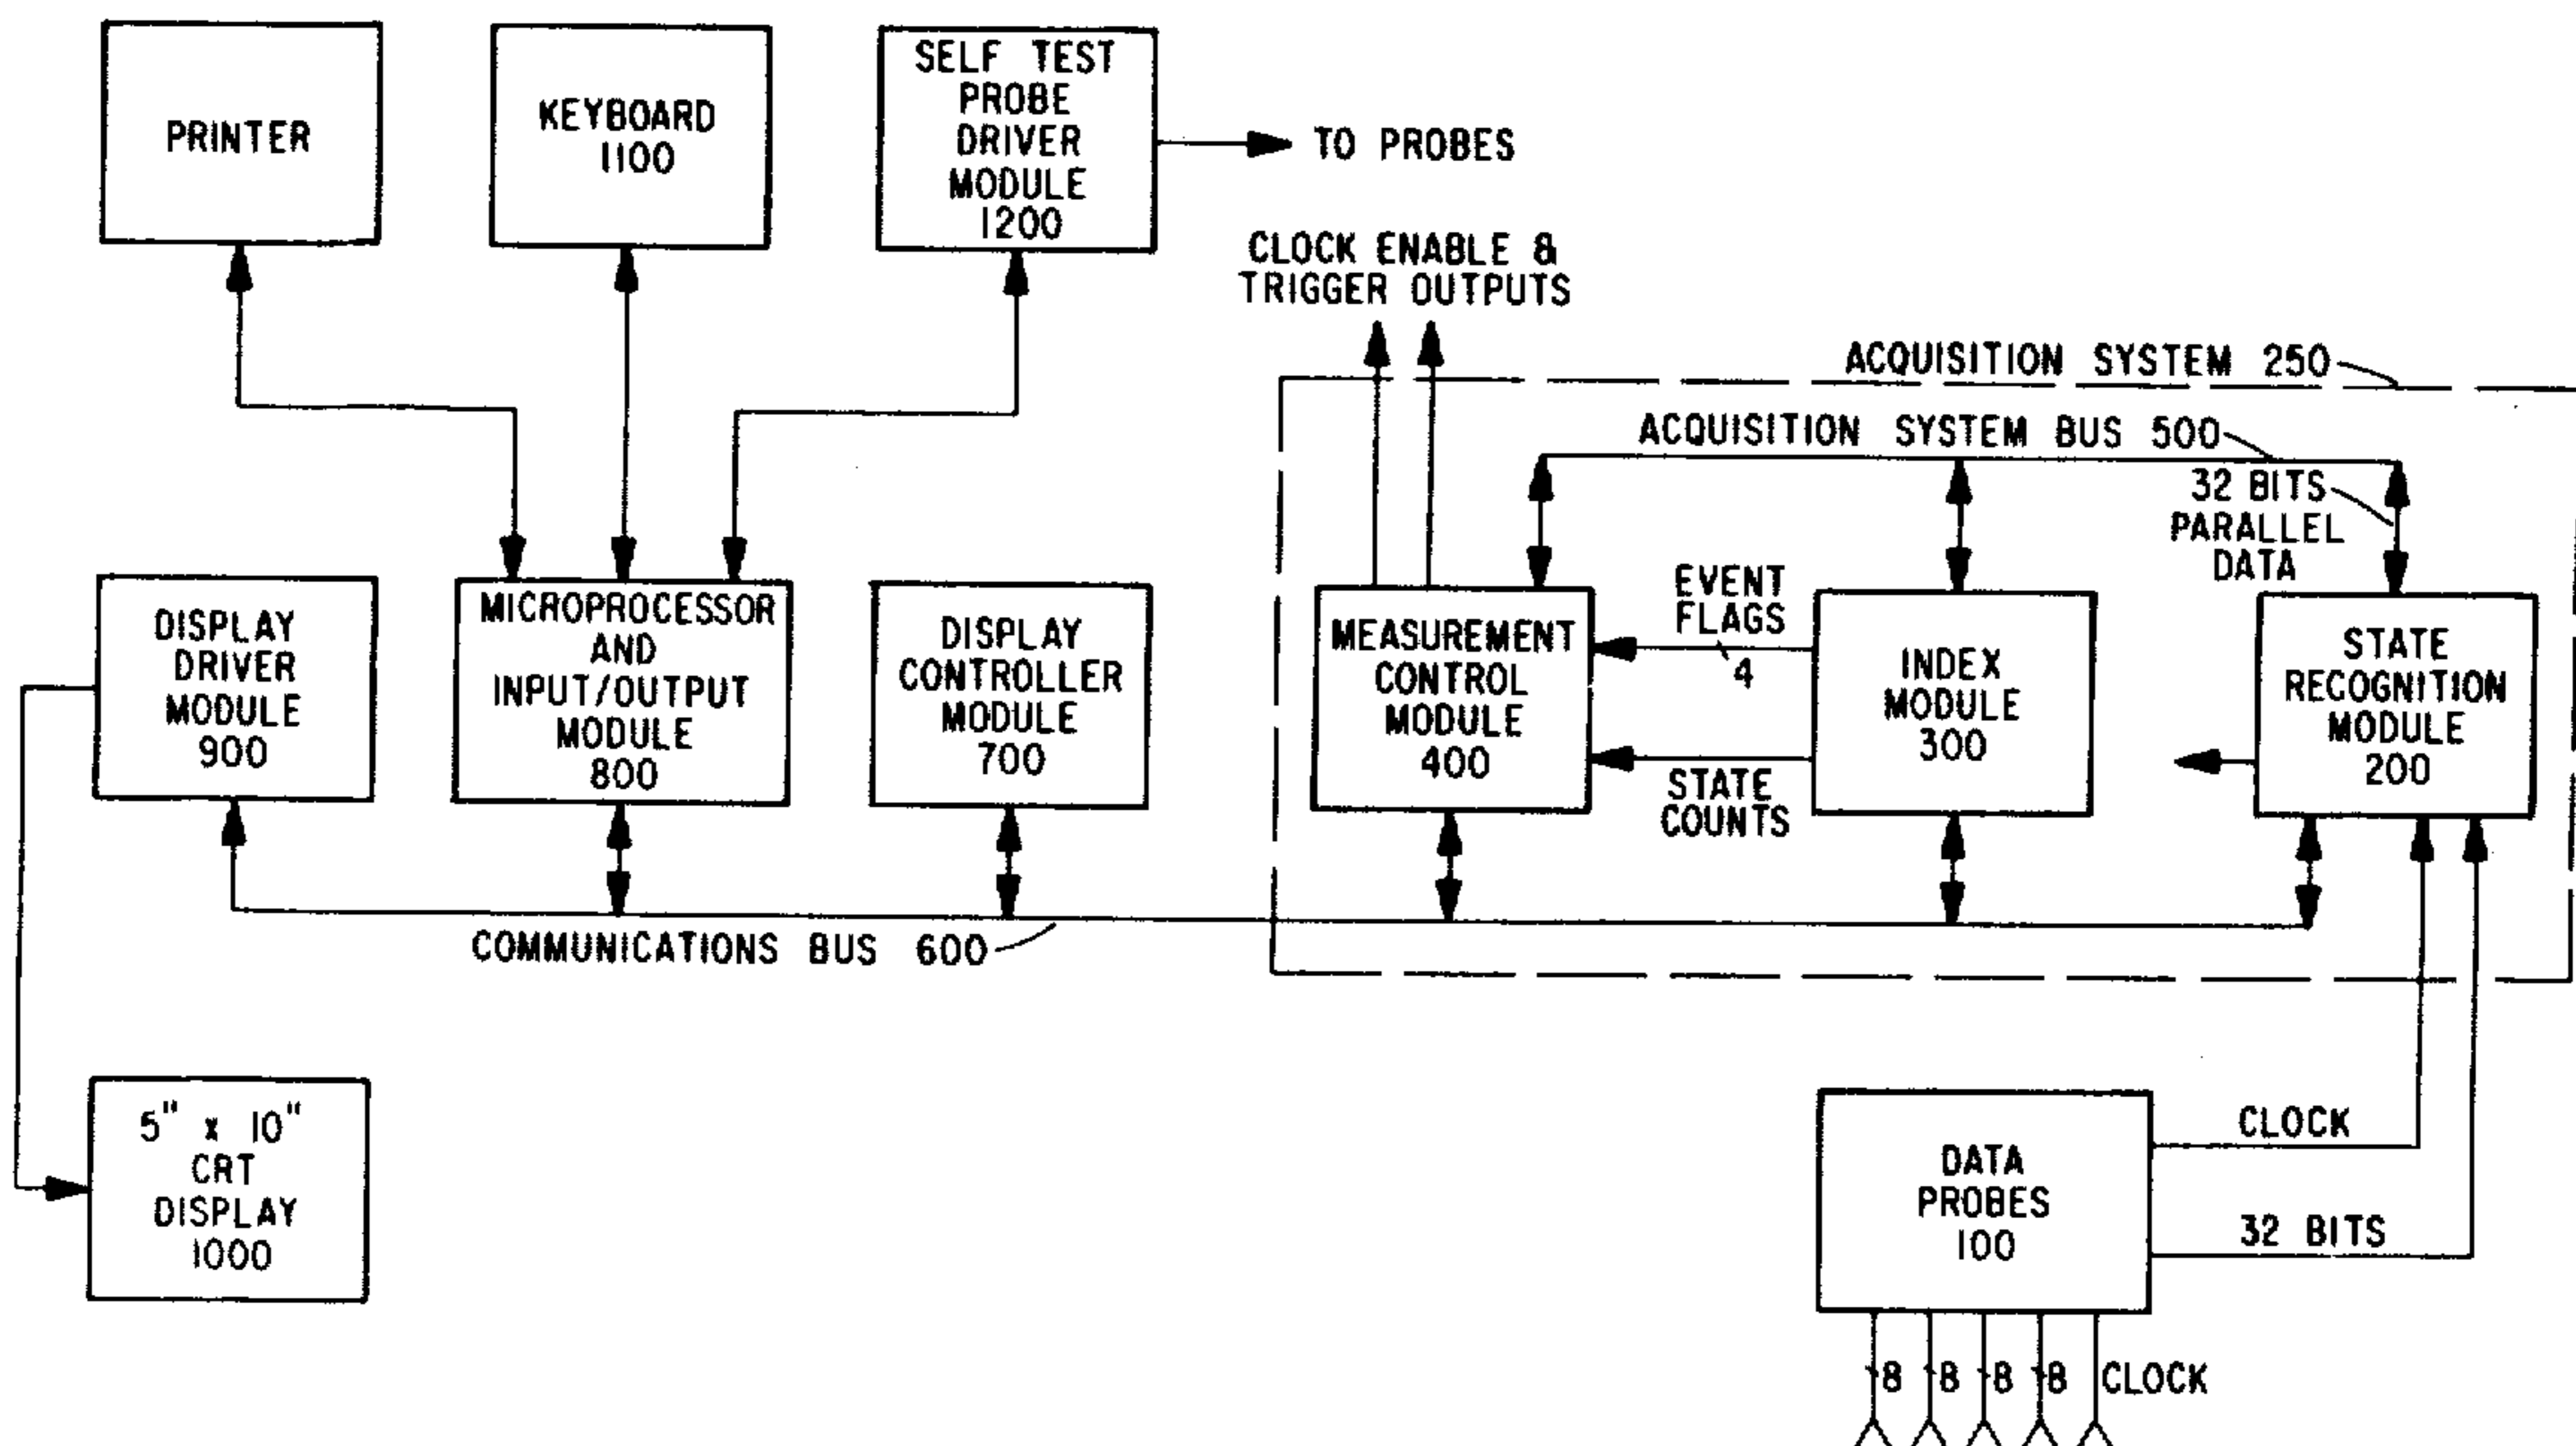 PRINTER
KEYBOARD
1100
SELF TEST
PROBE
DRIVER
MODULE
1200
TO PROBES
CLOCK ENABLE &
TRIGGER OUTPUTS
ACQUISITION SYSTEM 250
ACQUISITION SYSTEM BUS 500
32 BITS
PARALLEL
DATA
DISPLAY
DRIVER
MODULE
900
MICROPROCESSOR
AND
INPUT/OUTPUT
MODULE
800
DISPLAY
CONTROLLER
MODULE
700
MEASUREMENT
CONTROL
MODULE
400
EVENT
FLAGS
4
STATE
COUNTS
INDEX
MODULE
300
STATE
RECOGNITION
MODULE
200
COMMUNICATIONS BUS 600
5" x 10"
CRT
DISPLAY
1000
DATA
PROBES
100
CLOCK
32 BITS
8 8 8 8 CLOCK